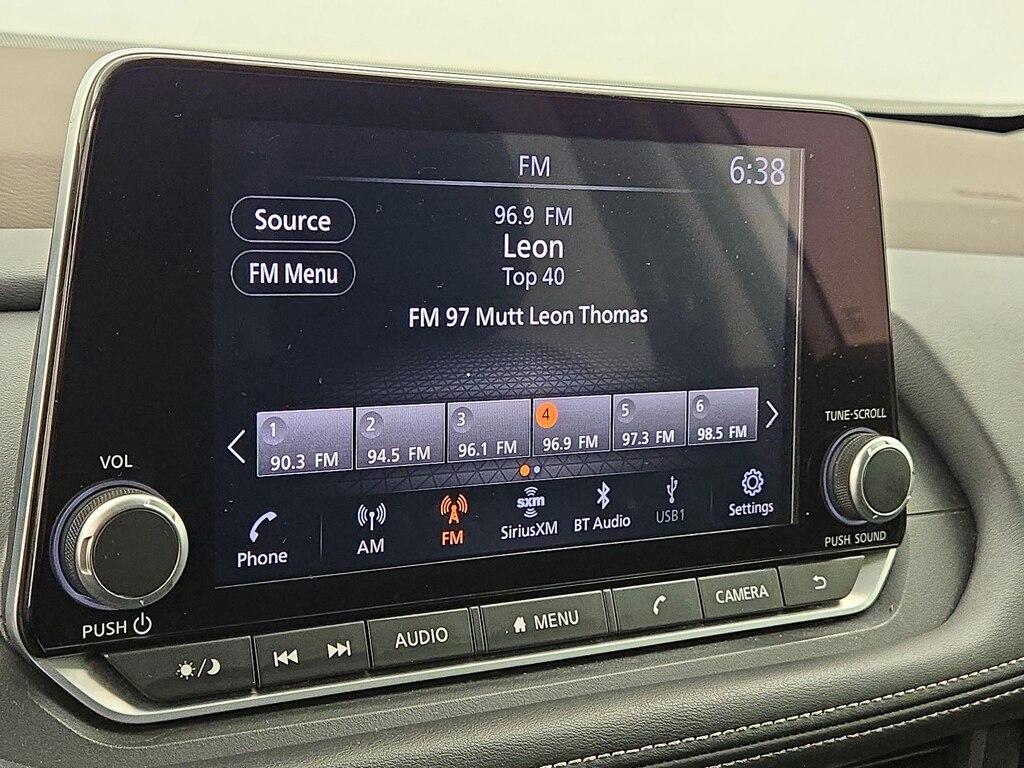 FM
6:38
Source
96.9 FM
Leon
FM Menu
Top 40
FM 97 Mutt Leon Thomas
1
2
3
4
5
6
90.3 FM
94.5 FM
96.1 FM
96.9 FM
97.3 FM
98.5 FM
Phone
AM
FM
sxm
SiriusXM
BT Audio
USB1
Settings
VOL
PUSH
TUNE·SCROLL
PUSH SOUND
AUDIO
MENU
CAMERA